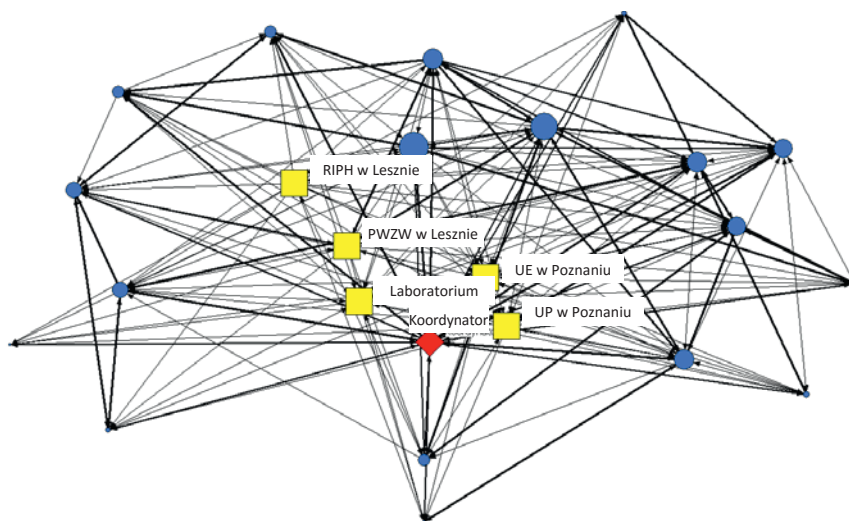 RIPH w Lesznie
PWZW w Lesznie
UE w Poznaniu
Laboratorium
Koordynator
UP w Poznaniu